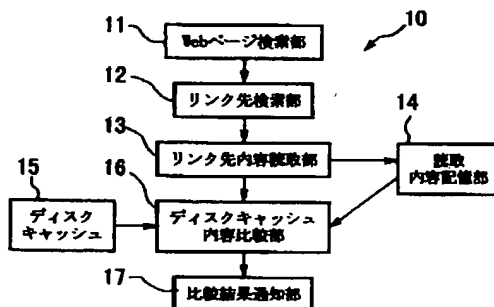 11
Webページ検索部
10
12
リンク先検索部
13
リンク先内容読取部
14
読取
内容記憶部
15
ディスク
キャッシュ
16
ディスクキャッシュ
内容比較部
17
比較結果通知部